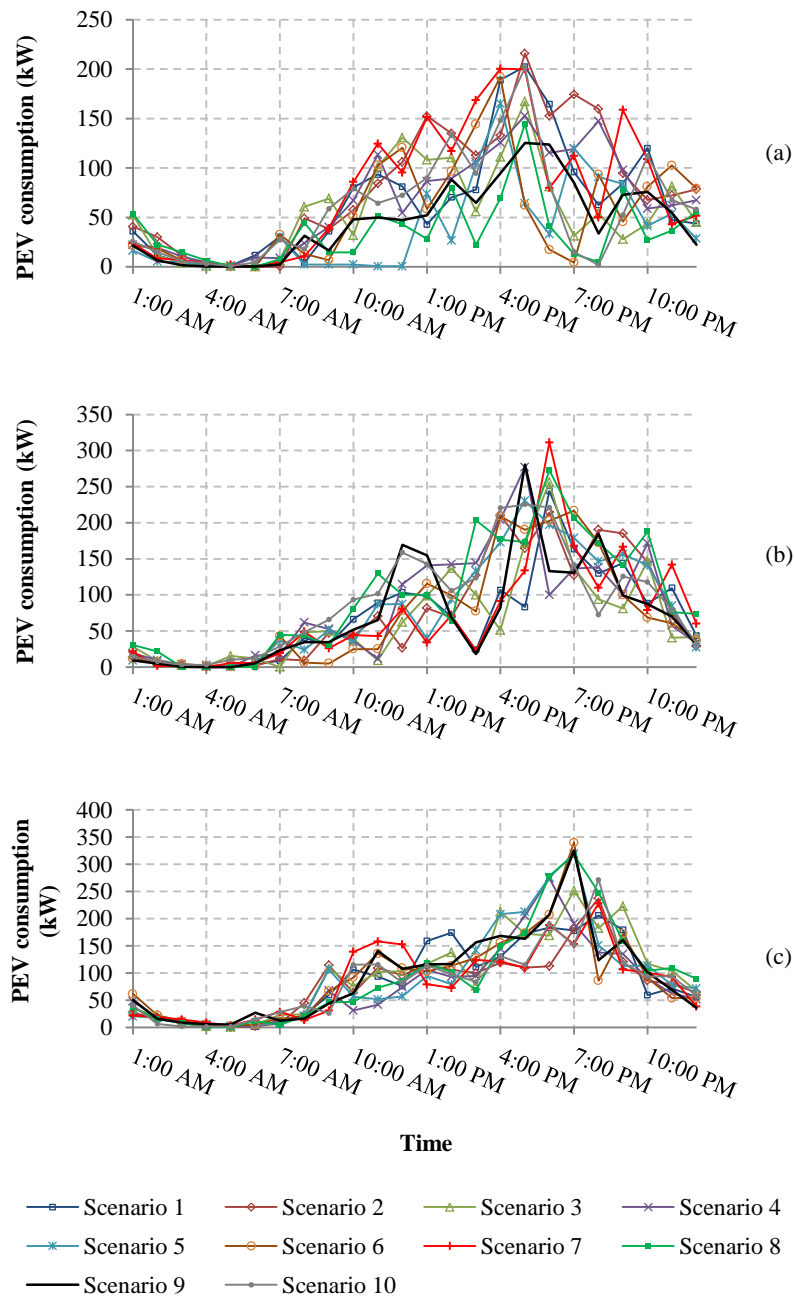 PEV consumption (kW)
250
200
150
100
50
0
1:00 AM
4:00 AM
7:00 AM
10:00 AM
1:00 PM
4:00 PM
7:00 PM
10:00 PM
(a)
PEV consumption (kW)
350
300
250
200
150
100
50
0
1:00 AM
4:00 AM
7:00 AM
10:00 AM
1:00 PM
4:00 PM
7:00 PM
10:00 PM
(b)
PEV consumption
(kW)
400
350
300
250
200
150
100
50
0
1:00 AM
4:00 AM
7:00 AM
10:00 AM
1:00 PM
4:00 PM
7:00 PM
10:00 PM
(c)
Time
Scenario 1 Scenario 2 Scenario 3 Scenario 4
Scenario 5 Scenario 6 Scenario 7 Scenario 8
Scenario 9 Scenario 10